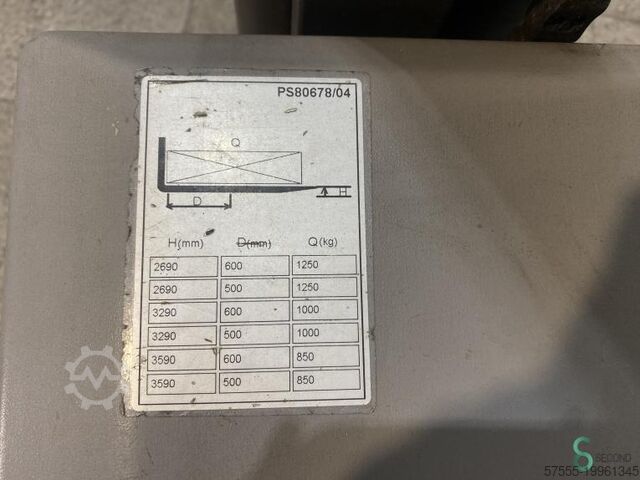 PS80678/04
Q
H
D
H(mm) D(mm) Q(kg)
2690 600 1250
2690 500 1250
3290 600 1000
3290 500 1000
3590 600 850
3590 500 850
S SECOND
57555-19961345